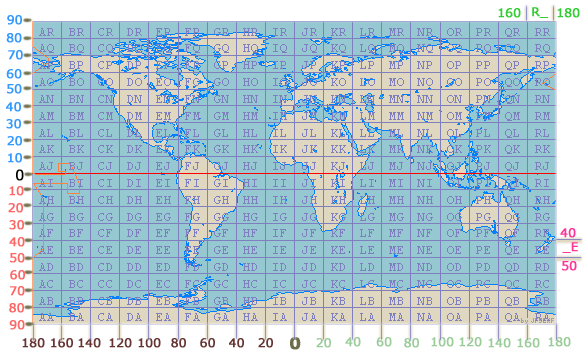 160 R_ 180
90
AR BR CR DR ER FR GR HR IR JR KR LR MR NR OR PR QR RR
80
AQ BQ CQ DQ EQ FQ GQ HQ IQ JQ KQ LQ MQ NQ OQ PQ QQ RQ
70
BP CP DP EP FP GP HP IP JP KP LP MP NP OP PP QP RP
60
AO BO CO DO EO FO GO HO IO JO KO LO MO NO OO PO QO RO
50
AN BN CN DN EN FN GN HN IN JN KN LN MN NN ON PN QN RN
40
AM BM CM DM EM FM GM HM IM JM KM LM MM NM OM PM QM RM
30
AL BL CL DL EL FL GL HL IL JL KL LL ML NL OL PL QL RL
20
AK BK CK DK EK FK GK HK IK JK KK LK MK NK OK PK QK RK
10
AJ BJ CJ DJ EJ FJ GJ HJ IJ JJ KJ LJ MJ NJ OJ PJ QJ RJ
0
AI BI CI DI EI FI GI HI II JI KI LI MI NI OI PI QI RI
10
AH BH CH DH EH FH GH HH IH JH KH LH MH NH OH PH QH RH
20
AG BG CG DG EG FG GG HG IG JG KG LG MG NG OG PG QG RG
30
AF BF CF DF EF FF GF HF IF JF KF LF MF NF OF PF QF RF
40
AE BE CE DE EE FE GE HE IE JE KE LE ME NE OE PE QE RE
40
_E
50
50
AD BD CD DD ED FD GD HD ID JD KD LD MD ND OD PD QD RD
60
AC BC CC DC EC FC GC HC IC JC KC LC MC NC OC PC QC RC
70
AB BB CB DB EB FB GB HB IB JB KB LB MB NB OB PB QB RB
80
AA BA CA DA EA FA GA HA IA JA KA LA MA NA OA PA QA RA
90
180 160 140 120 100 80 60 40 20 0 20 40 60 80 100 120 140 160 180